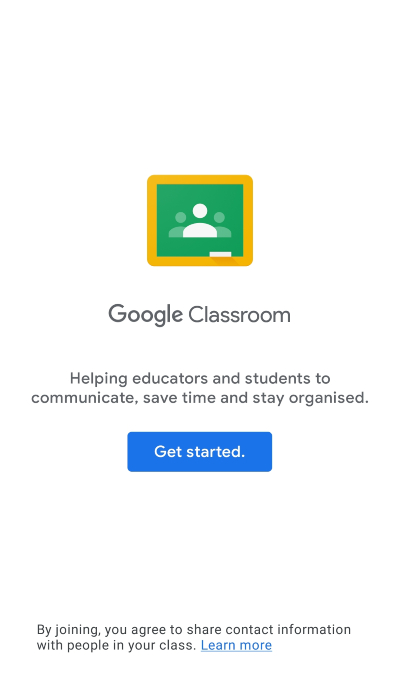 Google Classroom
Helping educators and students to
communicate, save time and stay organised.
Get started.
By joining, you agree to share contact information
with people in your class. Learn more